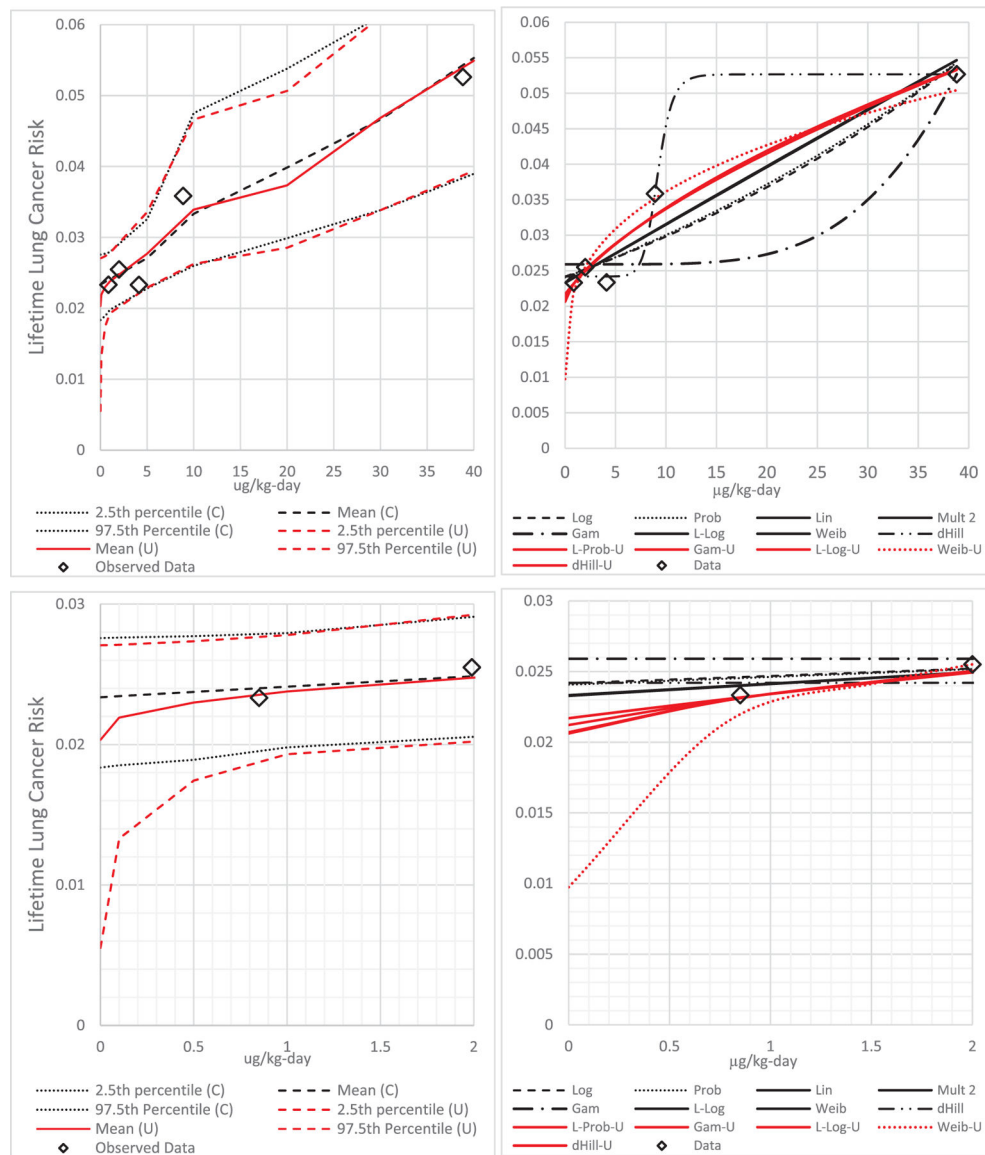 0.06
0.05
0.04
0.03
0.02
0.01
0
Lifetime Lung Cancer Risk
0 5 10 15 20 25 30 35 40
ug/kg-day
2.5th percentile (C) Mean (C)
97.5th Percentile (C) 2.5th percentile (U)
Mean (U) 97.5th Percentile (U)
Observed Data
0.06
0.055
0.05
0.045
0.04
0.035
0.03
0.025
0.02
0.015
0.01
0.005
0
0 5 10 15 20 25 30 35 40
μg/kg-day
Log Prob Lin Mult 2
Gam L-Log Weib dHill
L-Prob-U Gam-U L-Log-U Weib-U
dHill-U Data
0.03
0.02
0.01
0
Lifetime Lung Cancer Risk
0 0.5 1 1.5 2
ug/kg-day
2.5th percentile (C) Mean (C)
97.5th Percentile (C) 2.5th percentile (U)
Mean (U) 97.5th Percentile (U)
Observed Data
0.03
0.025
0.02
0.015
0.01
0.005
0
0 0.5 1 1.5 2
μg/kg-day
Log Prob Lin Mult 2
Gam L-Log Weib dHill
L-Prob-U Gam-U L-Log-U Weib-U
dHill-U Data